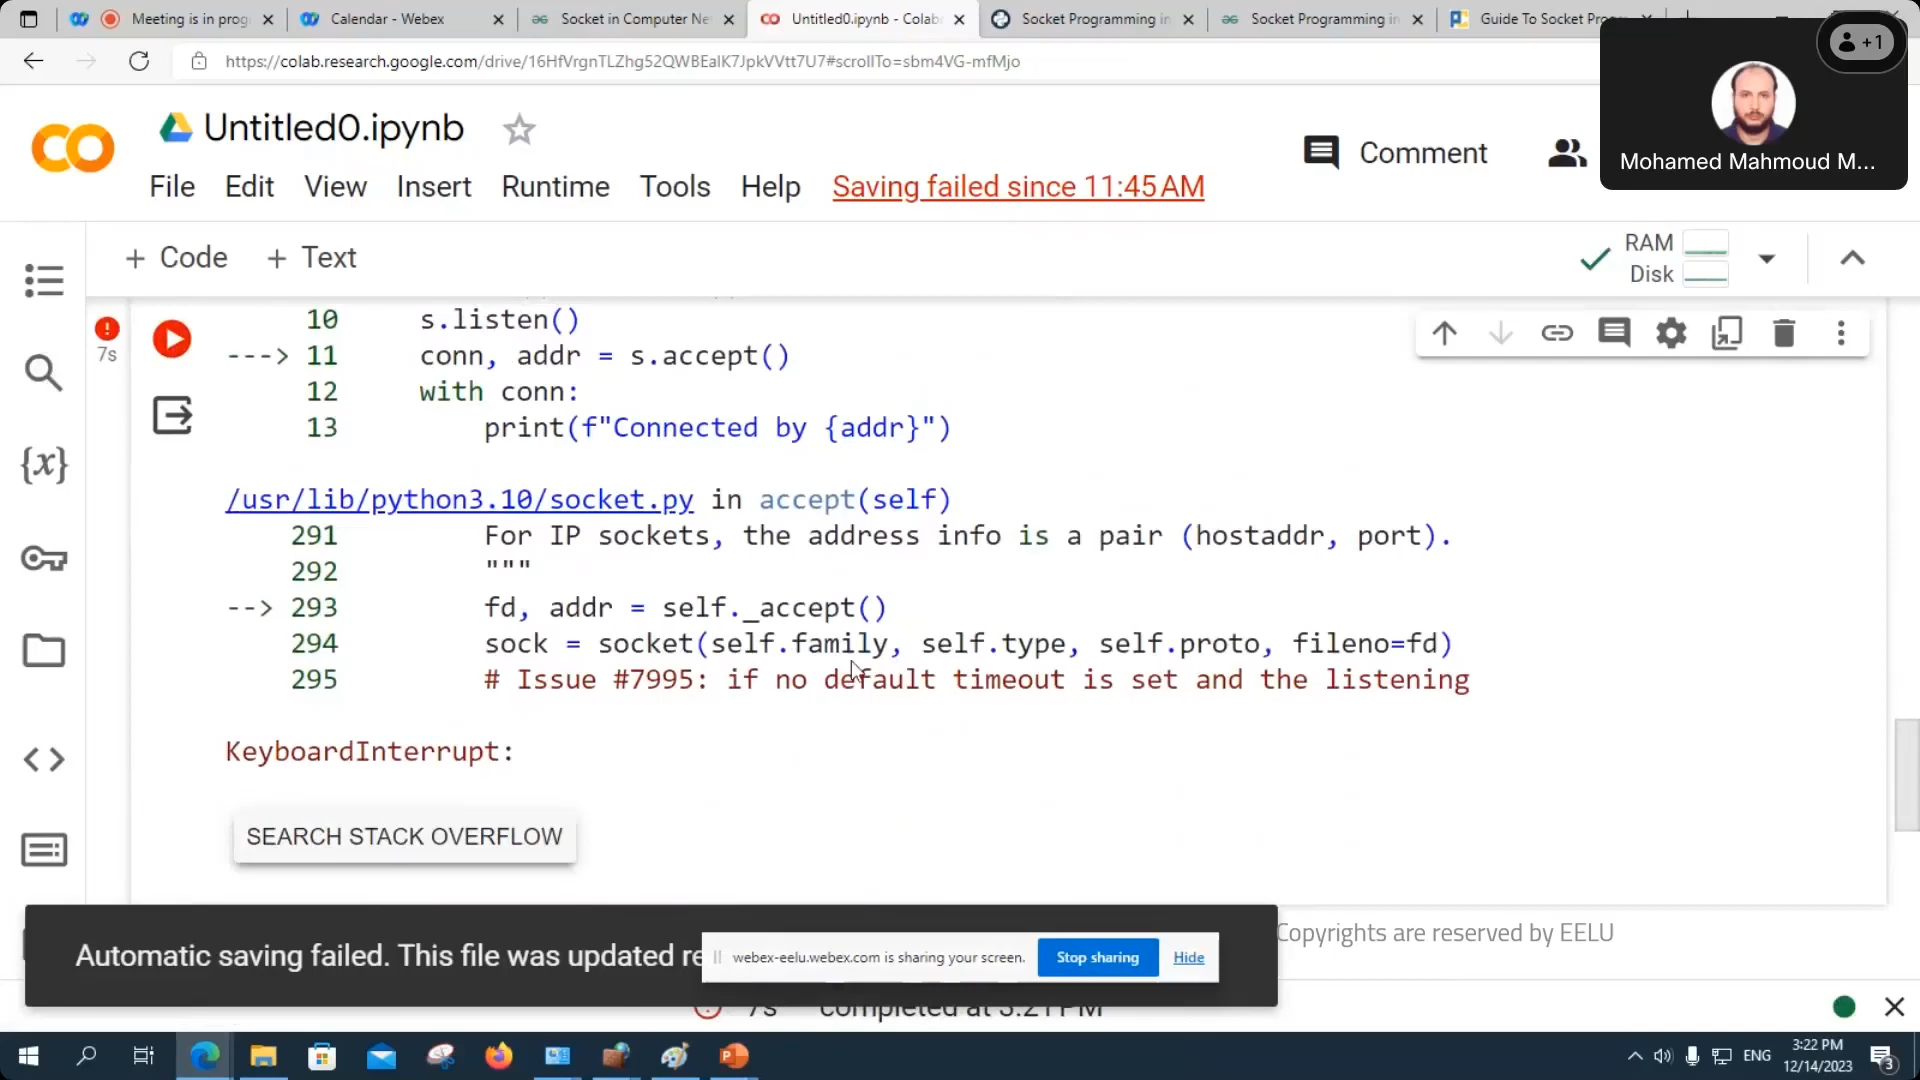 Meeting is in prog
Calendar - Webex
Socket in Computer Ne
Untitled0.ipynb - Colab
Socket Programming in
Socket Programming in
Guide To Socket Pro
https://colab.research.google.com/drive/16HfVrgnTLZhg52QWBEalK7JpkVVtt7U7#scrollTo=sbm4VG-mfMjo
+1
Mohamed Mahmoud M...
CO
Untitled0.ipynb
Comment
File Edit View Insert Runtime Tools Help Saving failed since 11:45 AM
+ Code + Text
RAM
Disk
7s
10 s.listen()
---> 11 conn, addr = s.accept()
12 with conn:
13 print(f"Connected by {addr}")
/usr/lib/python3.10/socket.py in accept(self)
291 For IP sockets, the address info is a pair (hostaddr, port).
292 """
--> 293 fd, addr = self._accept()
294 sock = socket(self.family, self.type, self.proto, fileno=fd)
295 # Issue #7995: if no default timeout is set and the listening
KeyboardInterrupt:
SEARCH STACK OVERFLOW
Copyrights are reserved by EELU
Automatic saving failed. This file was updated re
webex-eelu.webex.com is sharing your screen. Stop sharing Hide
7s completed at 3:21 PM
ENG
3:22 PM
12/14/2023
3